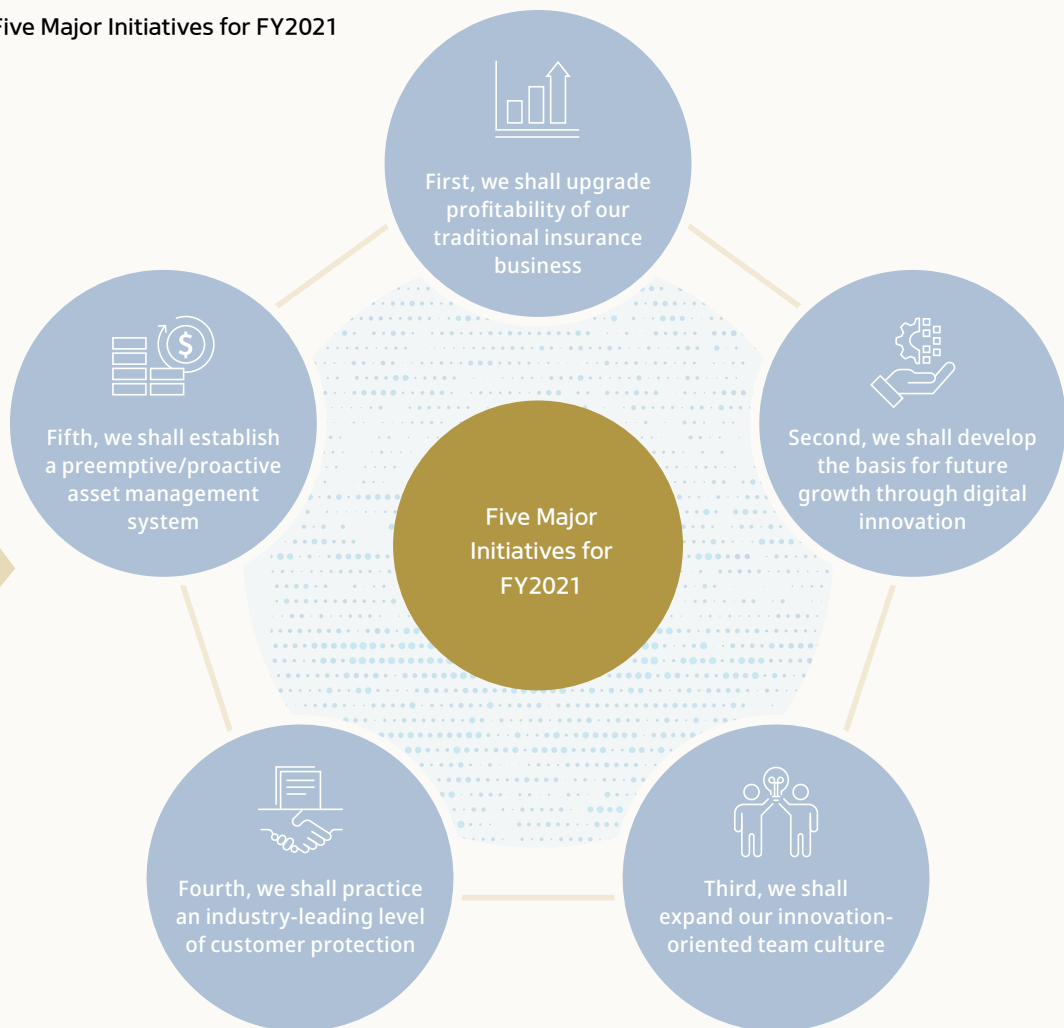 Five Major Initiatives for FY2021
First, we shall upgrade
profitability of our
traditional insurance
business
Second, we shall develop
the basis for future
growth through digital
innovation
Third, we shall
expand our innovation-
oriented team culture
Fourth, we shall practice
an industry-leading level
of customer protection
Fifth, we shall establish
a preemptive/proactive
asset management
system
$
Five Major
Initiatives for
FY2021